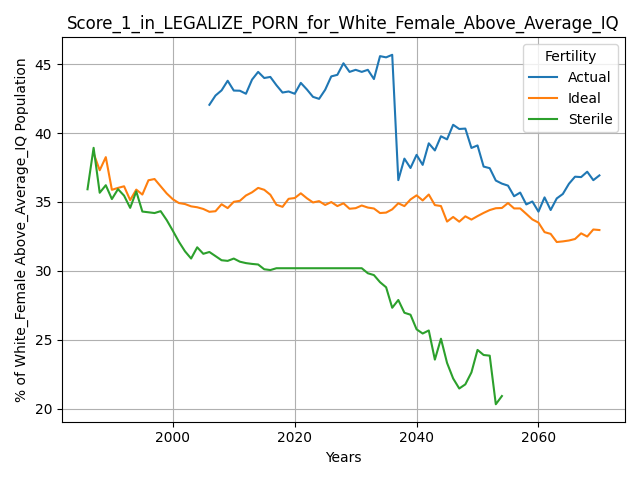 Score_1_in_LEGALIZE_PORN_for_White_Female_Above_Average_IQ
% of White_Female Above_Average_IQ Population
45
40
35
30
25
20
Fertility
Actual
Ideal
Sterile
2000
2020
2040
2060
Years